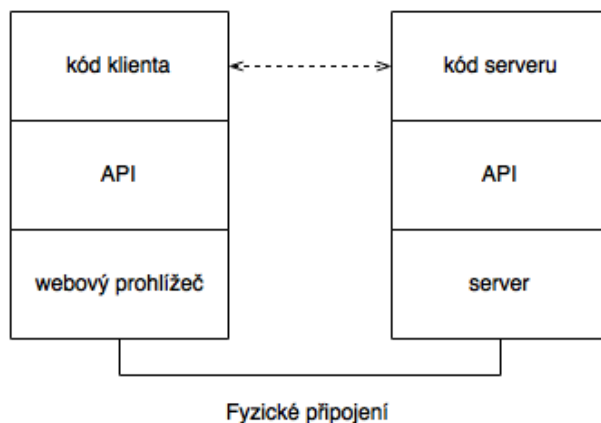 kód klienta
kód serveru
API
API
webový prohlížeč
server
Fyzické připojení